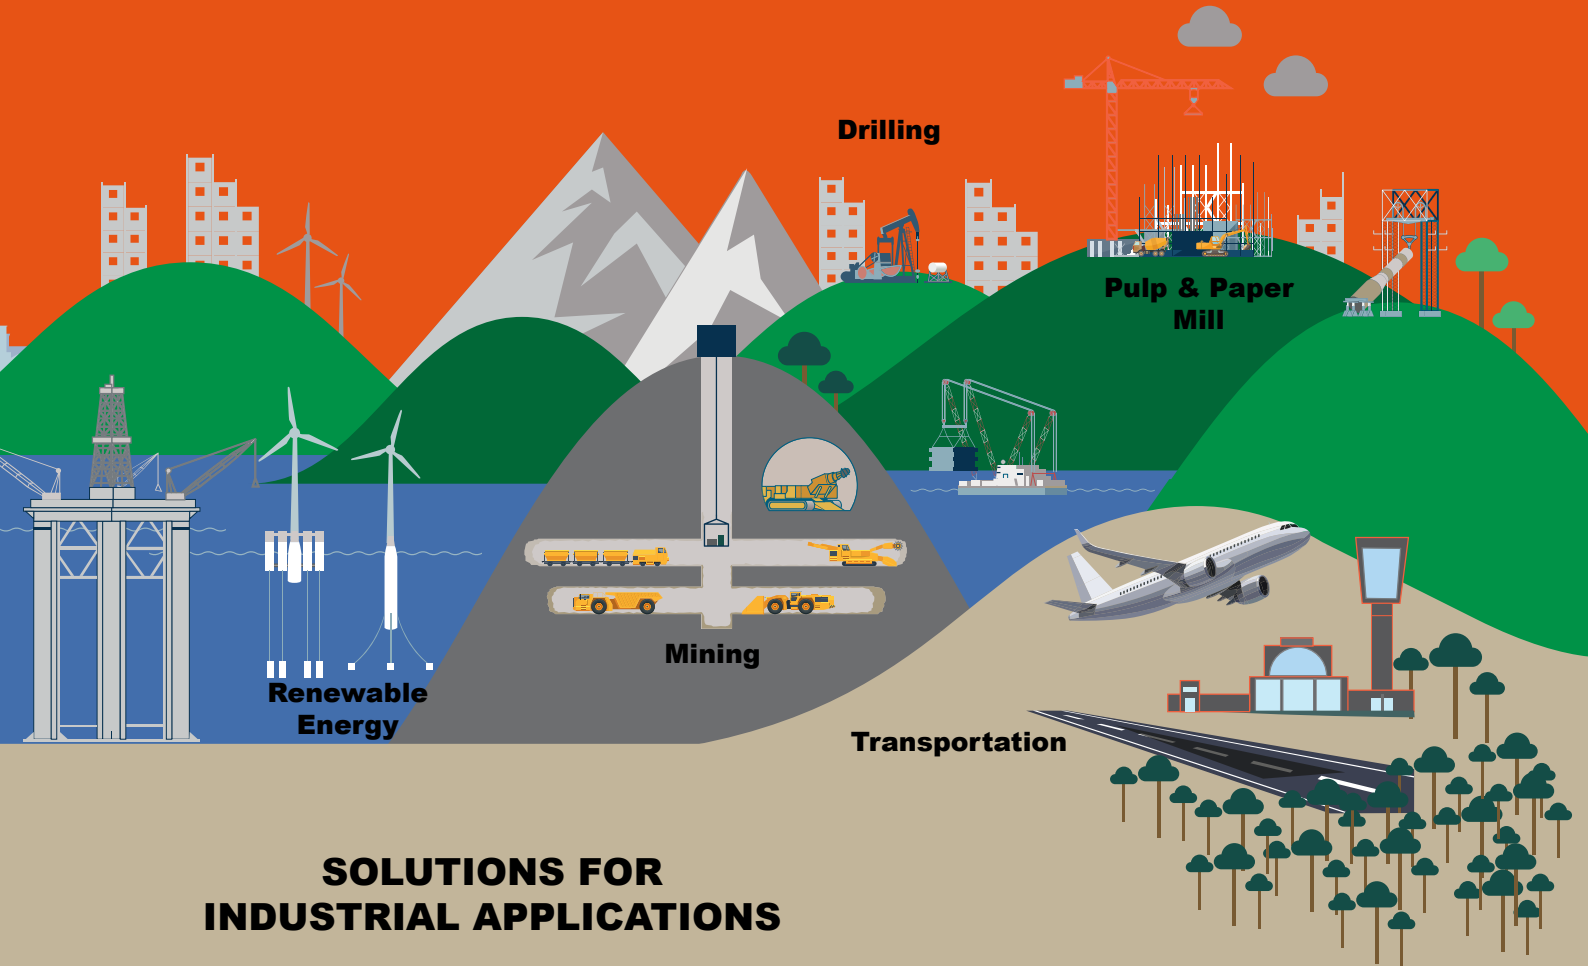 Drilling
Pulp & Paper
Mill
Mining
Renewable
Energy
Transportation
SOLUTIONS FOR
INDUSTRIAL APPLICATIONS